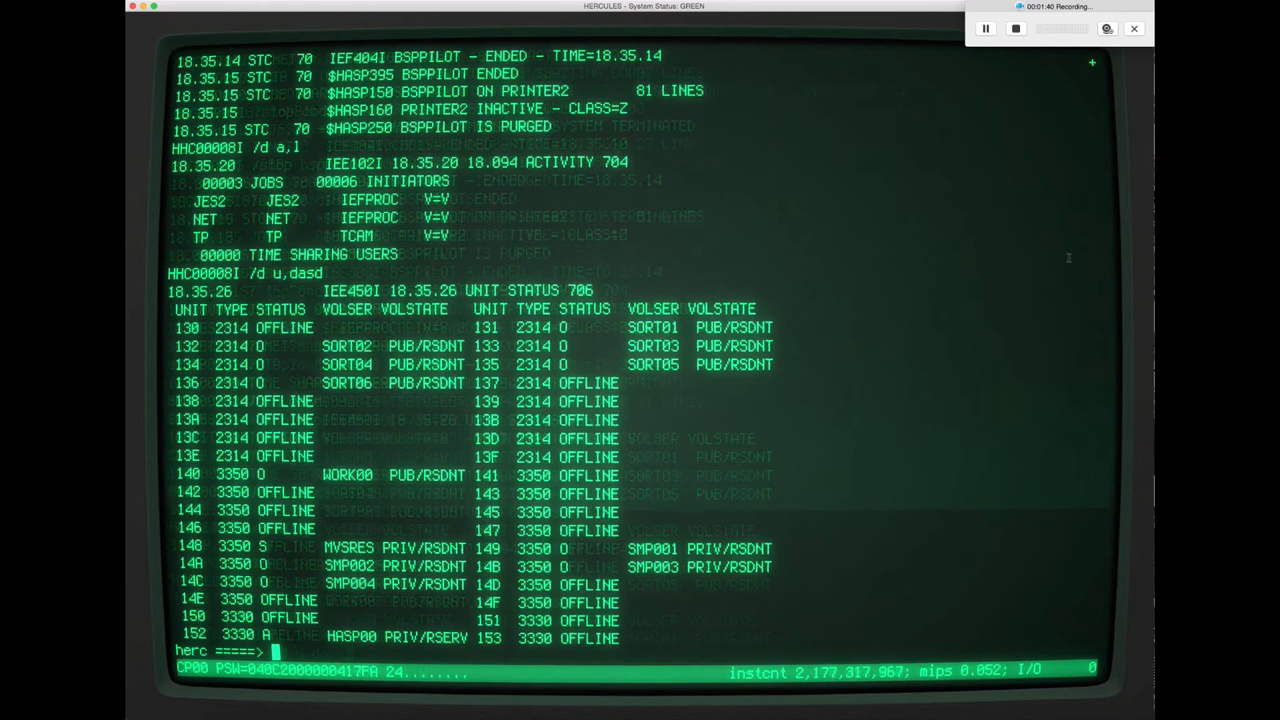 HERCULES - System Status: GREEN
00:01:40 Recording...
18.35.14 STC 70 IEF404I BSPPILOT - ENDED - TIME=18.35.14
18.35.15 STC 70 $HASP395 BSPPILOT ENDED
18.35.15 STC 70 $HASP150 BSPPILOT ON PRINTER2 81 LINES
18.35.15 $HASP160 PRINTER2 INACTIVE - CLASS=Z
18.35.15 STC 70 $HASP250 BSPPILOT IS PURGED
HHC00008I /d a,l
18.35.20 IEE102I 18.35.20 18.094 ACTIVITY 704
00003 JOBS 00006 INITIATORS
JES2 JES2 IEFPROC V=V
NET NET IEFPROC V=V
TP TP TCAM V=V
00000 TIME SHARING USERS
HHC00008I /d u,dasd
18.35.26 IEE450I 18.35.26 UNIT STATUS 706
UNIT TYPE STATUS VOLSER VOLSTATE UNIT TYPE STATUS VOLSER VOLSTATE
130 2314 OFFLINE 131 2314 O SORT01 PUB/RSDNT
132 2314 O SORT02 PUB/RSDNT 133 2314 O SORT03 PUB/RSDNT
134 2314 O SORT04 PUB/RSDNT 135 2314 O SORT05 PUB/RSDNT
136 2314 O SORT06 PUB/RSDNT 137 2314 OFFLINE
138 2314 OFFLINE 139 2314 OFFLINE
13A 2314 OFFLINE 13B 2314 OFFLINE
13C 2314 OFFLINE 13D 2314 OFFLINE
13E 2314 OFFLINE 13F 2314 OFFLINE
140 3350 O WORK00 PUB/RSDNT 141 3350 OFFLINE
142 3350 OFFLINE 143 3350 OFFLINE
144 3350 OFFLINE 145 3350 OFFLINE
146 3350 OFFLINE 147 3350 OFFLINE
148 3350 S MVSRES PRIV/RSDNT 149 3350 O SMP001 PRIV/RSDNT
14A 3350 O SMP002 PRIV/RSDNT 14B 3350 O SMP003 PRIV/RSDNT
14C 3350 O SMP004 PRIV/RSDNT 14D 3350 OFFLINE
14E 3350 OFFLINE 14F 3350 OFFLINE
150 3330 OFFLINE 151 3330 OFFLINE
152 3330 A HASP00 PRIV/RSERV 153 3330 OFFLINE
herc =====>
CP00 PSW=040C2000000417FA 24........ instcnt 2,177,317,967; mips 0.052; I/O 0